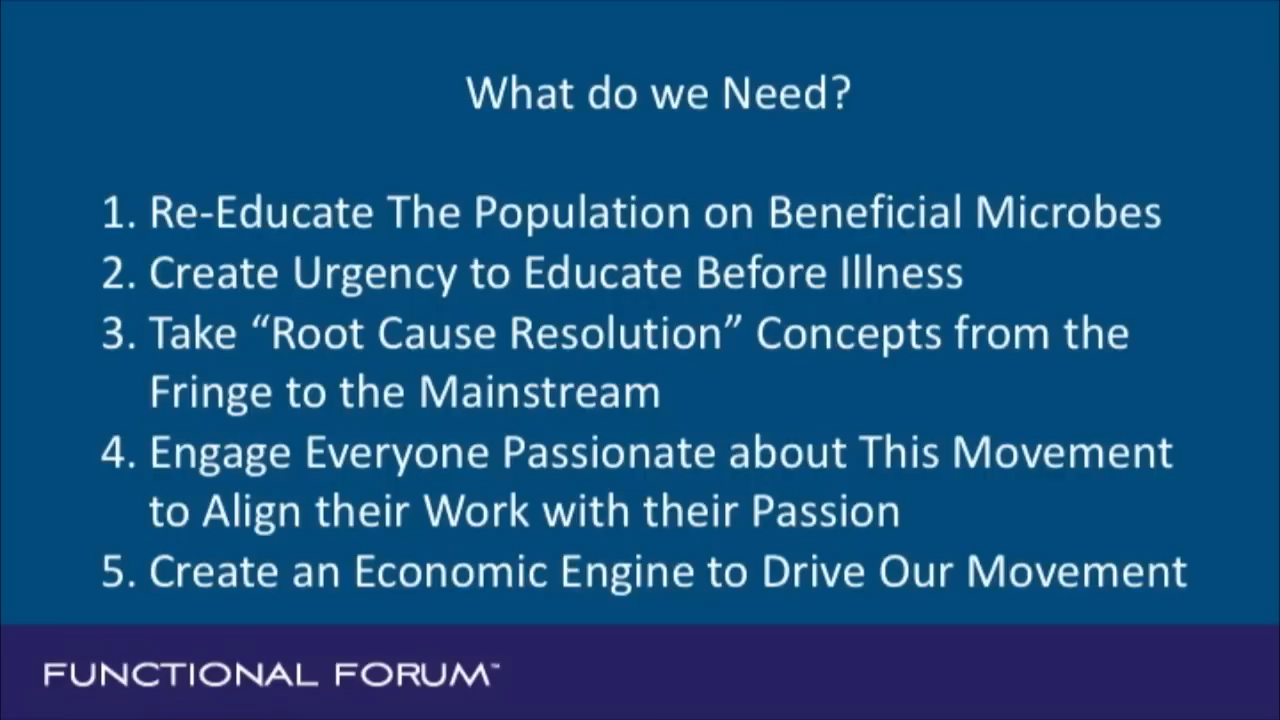 What do we Need?
1. Re-Educate The Population on Beneficial Microbes
2. Create Urgency to Educate Before Illness
3. Take “Root Cause Resolution” Concepts from the
Fringe to the Mainstream
4. Engage Everyone Passionate about This Movement
to Align their Work with their Passion
5. Create an Economic Engine to Drive Our Movement
FUNCTIONAL FORUM™